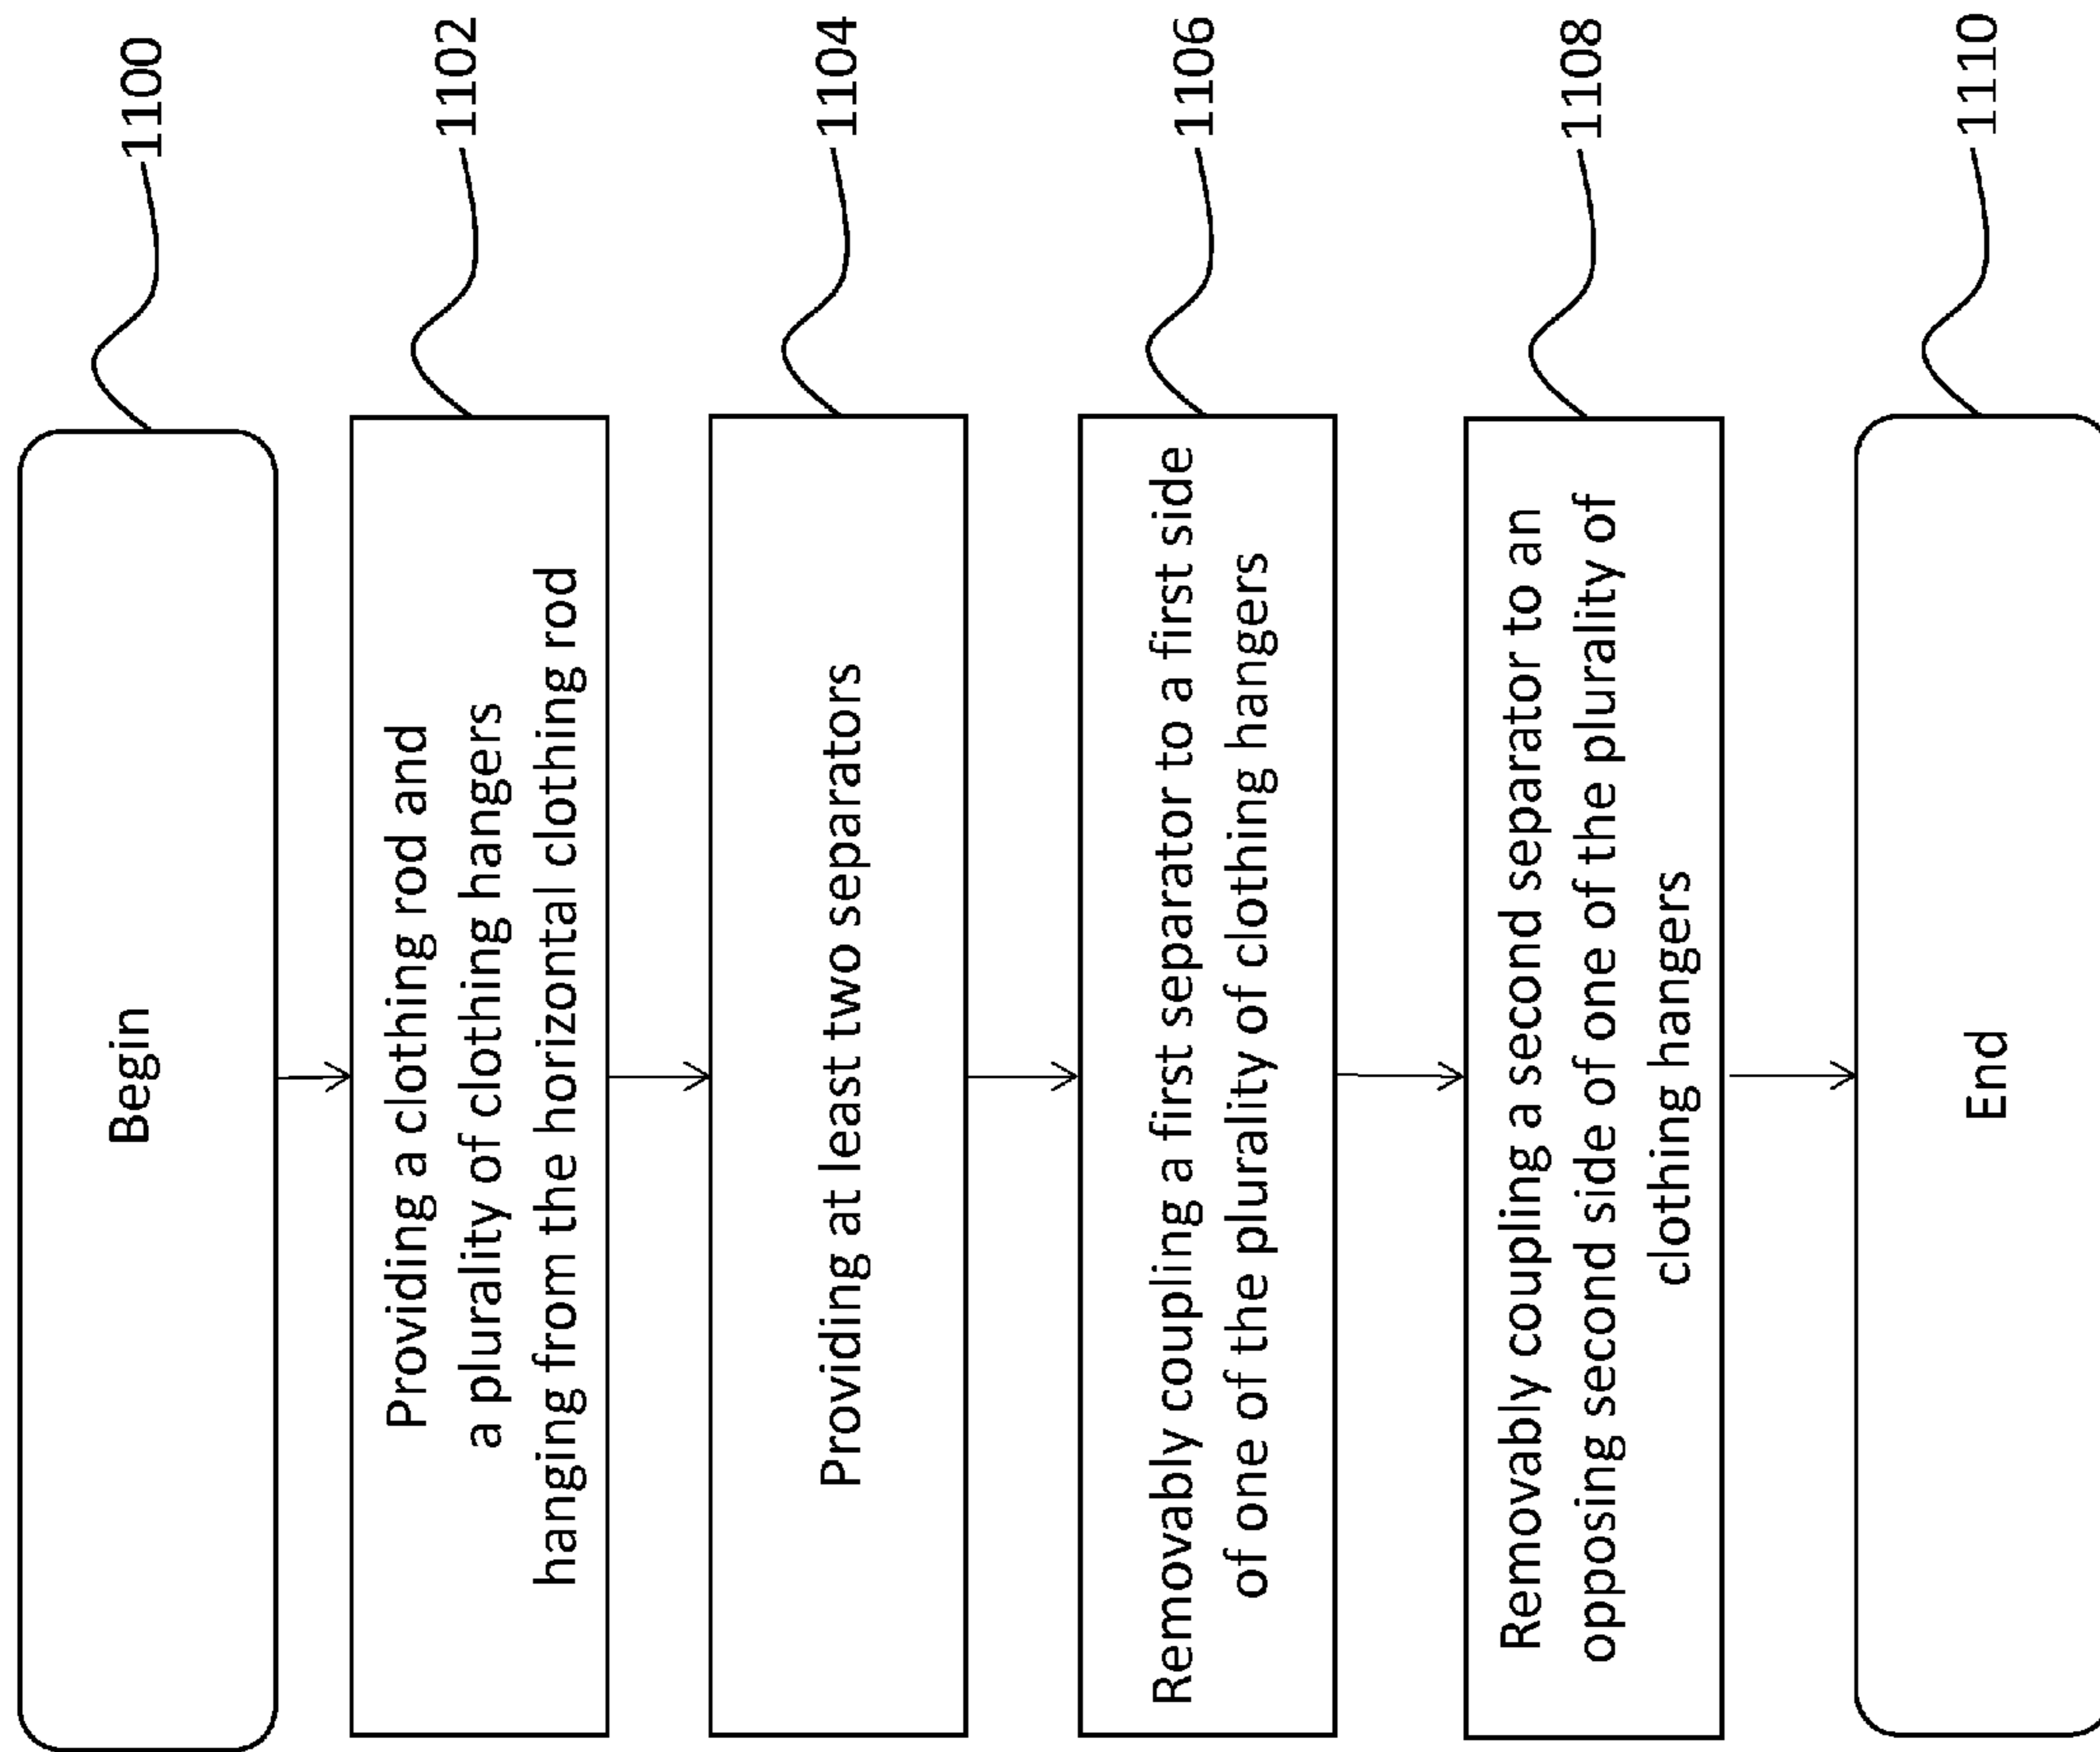 Begin
1100
Providing a clothing rod and
a plurality of clothing hangers
hanging from the horizontal clothing rod
1102
Providing at least two separators
1104
Removably coupling a first separator to a first side
of one of the plurality of clothing hangers
1106
Removably coupling a second separator to an
opposing second side of one of the plurality of
clothing hangers
1108
End
1110